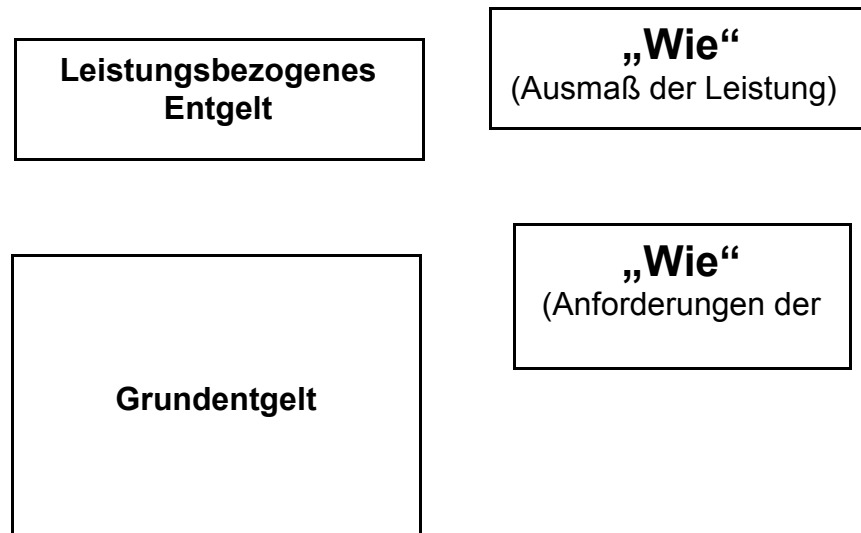 Leistungsbezogenes
Entgelt
„Wie“
(Ausmaß der Leistung)
„Wie“
(Anforderungen der
Grundentgelt